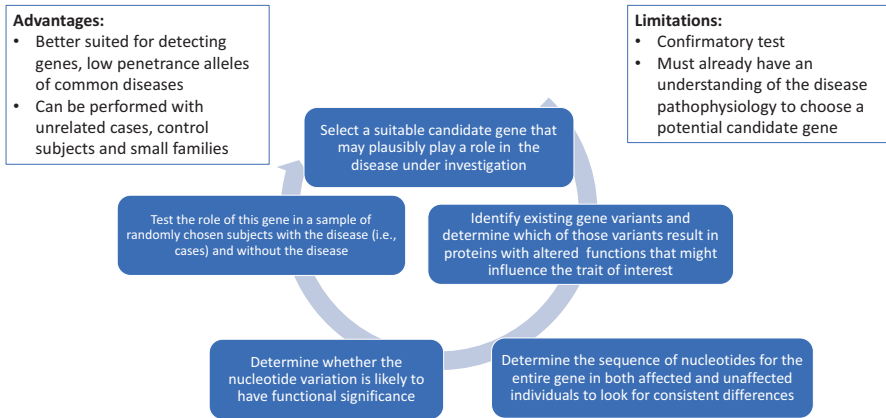 Advantages:
• Better suited for detecting
genes, low penetrance alleles
of common diseases
• Can be performed with
unrelated cases, control
subjects and small families
Limitations:
• Confirmatory test
• Must already have an
understanding of the disease
pathophysiology to choose a
potential candidate gene
Select a suitable candidate gene that
may plausibly play a role in the
disease under investigation
Identify existing gene variants and
determine which of those variants result in
proteins with altered functions that might
influence the trait of interest
Determine the sequence of nucleotides for the
entire gene in both affected and unaffected
individuals to look for consistent differences
Determine whether the
nucleotide variation is likely to
have functional significance
Test the role of this gene in a sample of
randomly chosen subjects with the disease (i.e.,
cases) and without the disease